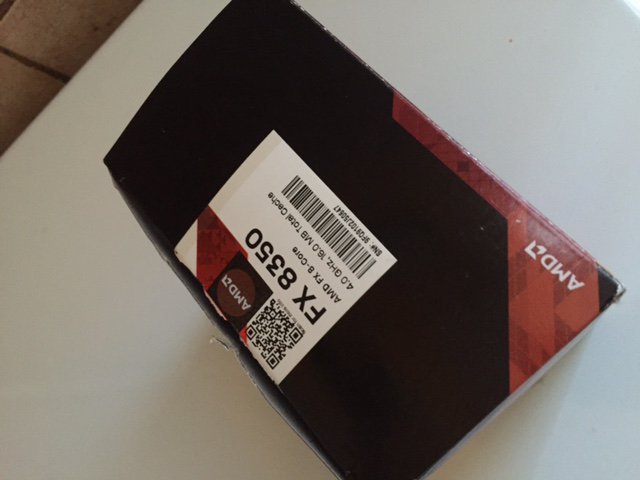 AMD
FX 8350
AMD FX 8-Core
4.0 GHz, 16.0 MB Total Cache
AMD